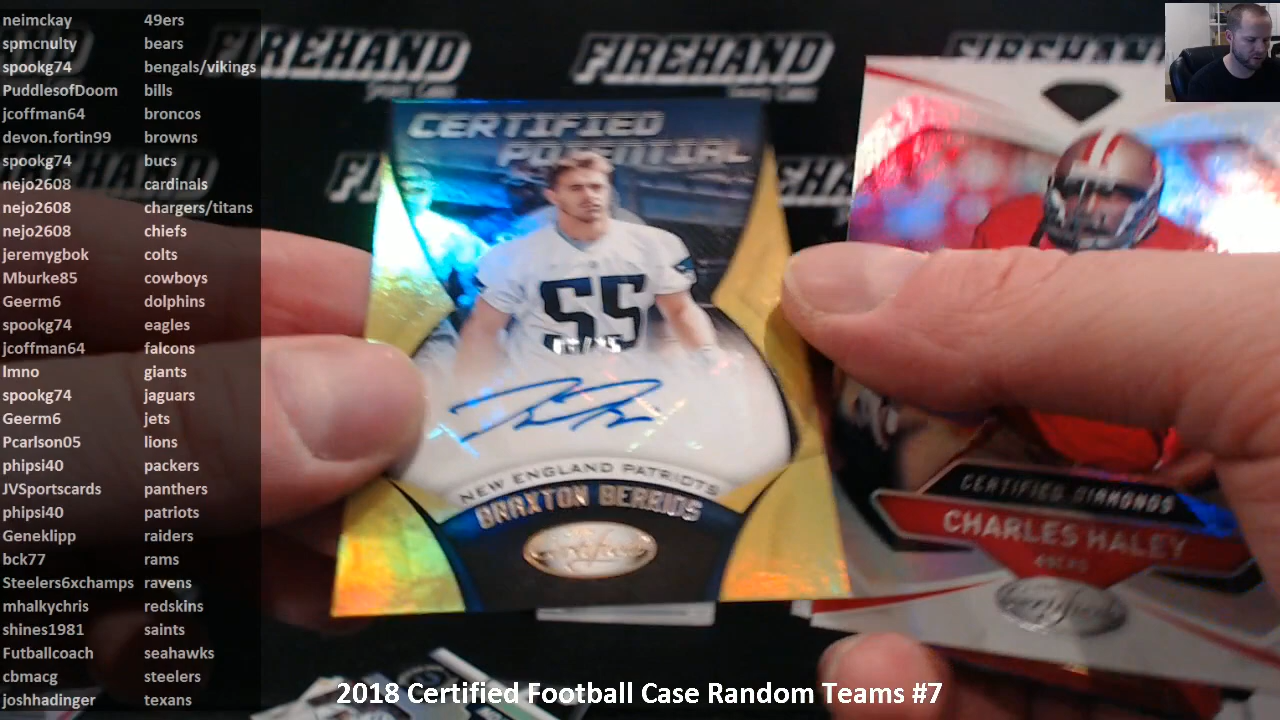 neimckay 49ers
spmcnulty bears
spookg74 bengals/vikings
PuddlesofDoom bills
jcoffman64 broncos
devon.fortin99 browns
spookg74 bucs
nejo2608 cardinals
nejo2608 chargers/titans
nejo2608 chiefs
jeremygbok colts
Mburke85 cowboys
Geerm6 dolphins
spookg74 eagles
jcoffman64 falcons
lmno giants
spookg74 jaguars
Geerm6 jets
Pcarlson05 lions
phipsi40 packers
JVSportscards panthers
phipsi40 patriots
Geneklipp raiders
bck77 rams
Steelers6xchamps ravens
mhalkychris redskins
shines1981 saints
Futballcoach seahawks
cbmacg steelers
joshhadinger texans
FIREHAND
FIREHAND
CERTIFIED
POTENTIAL
55
NEW ENGLAND PATRIOTS
BRAXTON BERRIOS
CERTIFIED DIAMONDS
CHARLES HALEY
49ERS
2018 Certified Football Case Random Teams #7